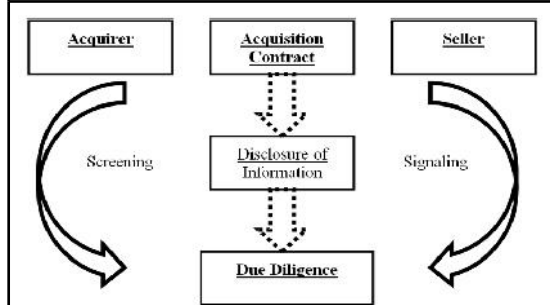 Acquirer
Acquisition
Contract
Seller
Screening
Disclosure of
Information
Signaling
Due Diligence